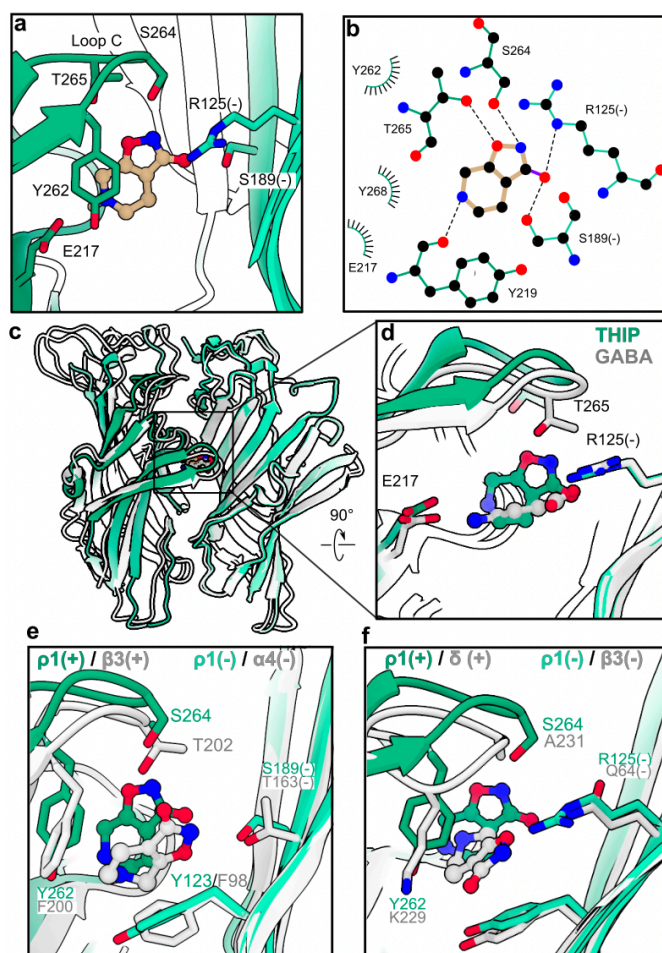 a
S264
Loop C
T265
R125(-)
Y262
S189(-)
E217
b
S264
Y262
R125(-)
T265
Y268
S189(-)
E217
Y219
c
90°
d
THIP
GABA
T265
R125(-)
E217
e
ρ1(+) / β3(+) ρ1(-) / α4(-)
S264
T202
S189(-)
T163(-)
Y123/F98
Y262
F200
f
ρ1(+) / δ (+) ρ1(-) / β3(-)
S264
A231
R125(-)
Q64(-)
Y262
K229